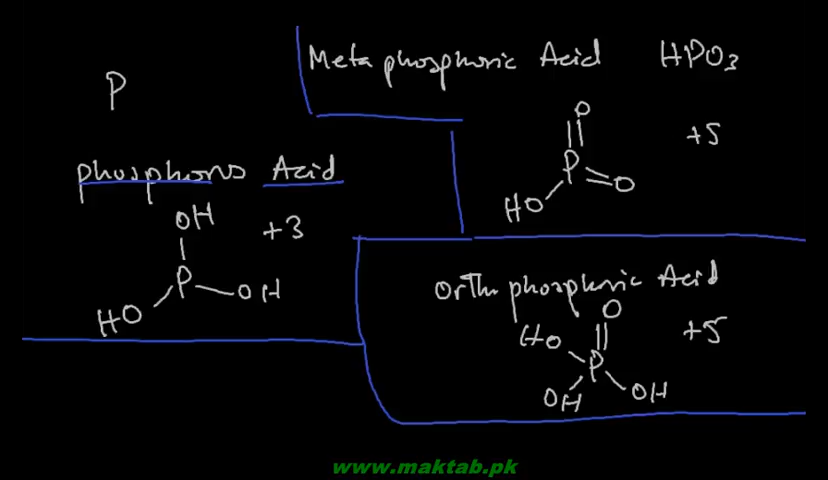 Meta phosphoric Acid HPO3
P
O
+5
P
O
HO
phosphorus Acid
OH
+3
P
OH
HO
Ortho phosphoric Acid
O
HO
+5
P
OH
OH
www.maktab.pk